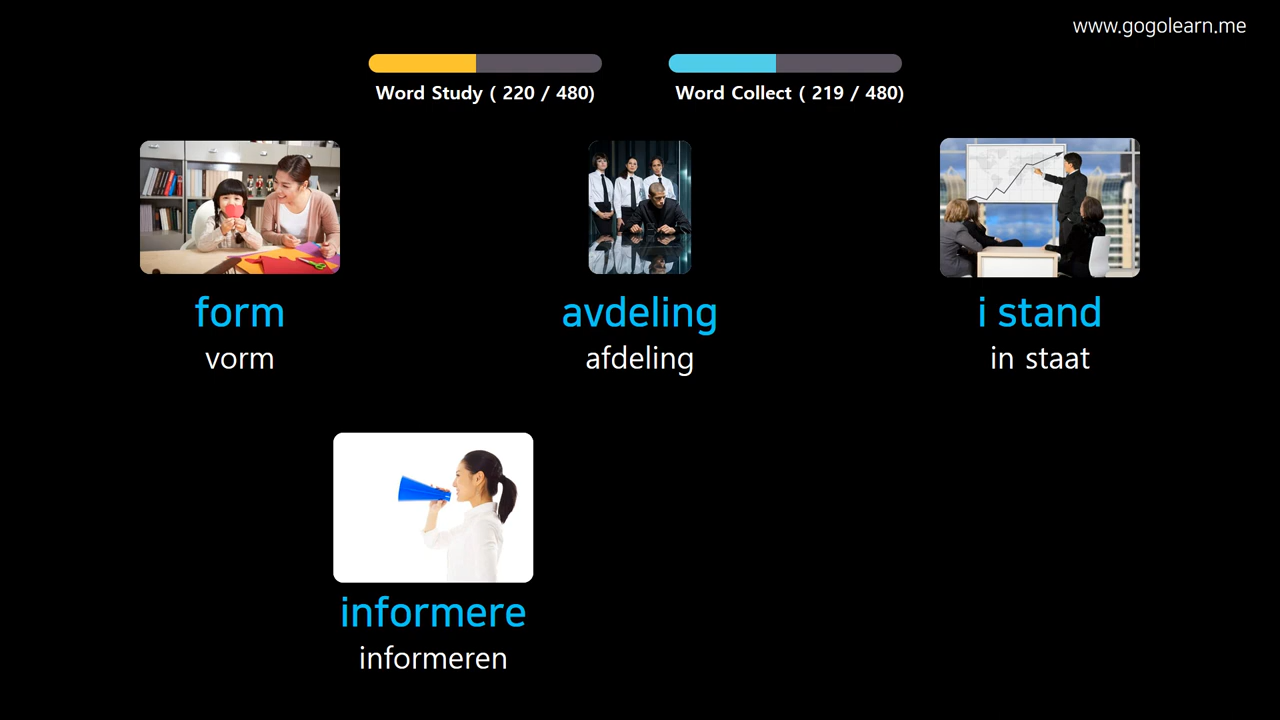 www.gogolearn.me
Word Study ( 220 / 480)
Word Collect ( 219 / 480)
form
vorm
avdeling
afdeling
i stand
in staat
informere
informeren